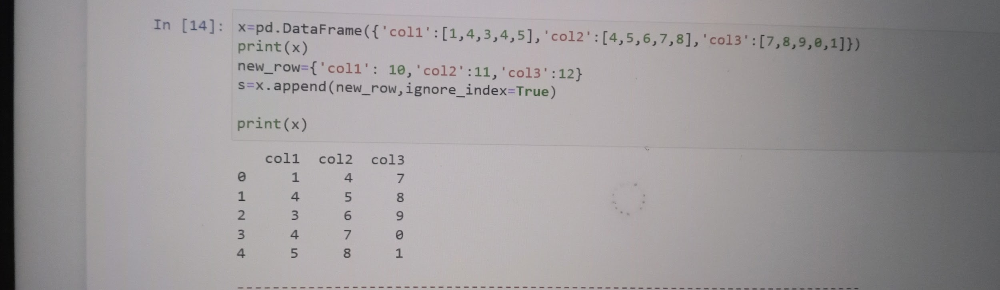 In [14]: x=pd.DataFrame({'col1':[1,4,3,4,5],'col2':[4,5,6,7,8],'col3':[7,8,9,0,1]})
print(x)
new_row={'col1': 10,'col2':11,'col3':12}
s=x.append(new_row,ignore_index=True)
print(x)
col1 col2 col3
0 1 4 7
1 4 5 8
2 3 6 9
3 4 7 0
4 5 8 1